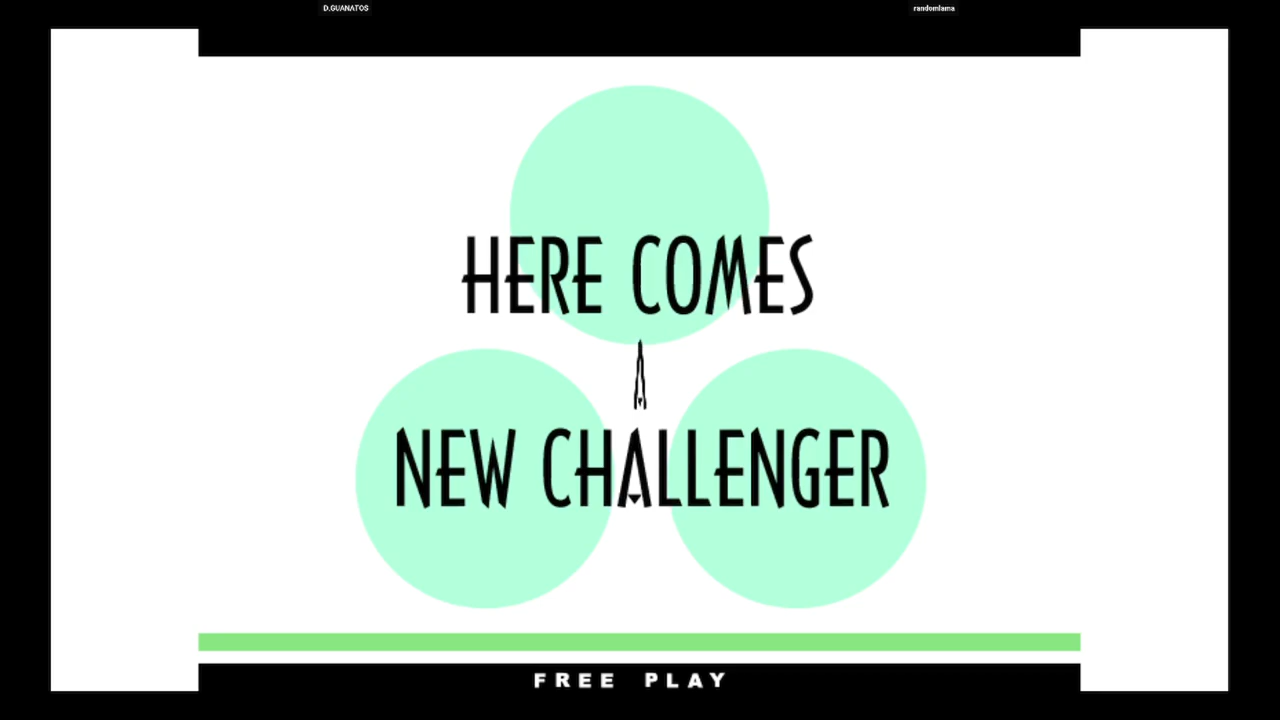 D.GUANATOS
randomlama
HERE COMES
A
NEW CHALLENGER
FREE PLAY